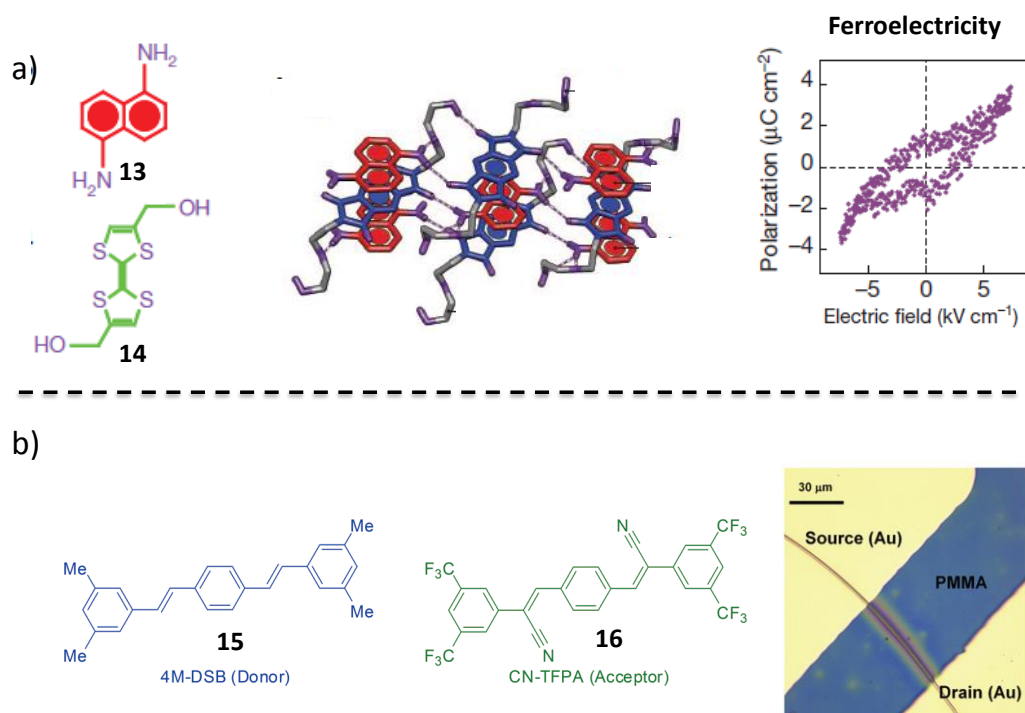 a)
NH₂
H₂N
13
OH
S
S
S
S
HO
14
Ferroelectricity
Polarization (μC cm⁻²)
4
2
0
−2
−4
−5
0
5
Electric field (kV cm⁻¹)
b)
Me
Me
Me
Me
15
4M-DSB (Donor)
N
CF₃
F₃C
CF₃
F₃C
N
16
CN-TFPA (Acceptor)
30 μm
Source (Au)
PMMA
Drain (Au)